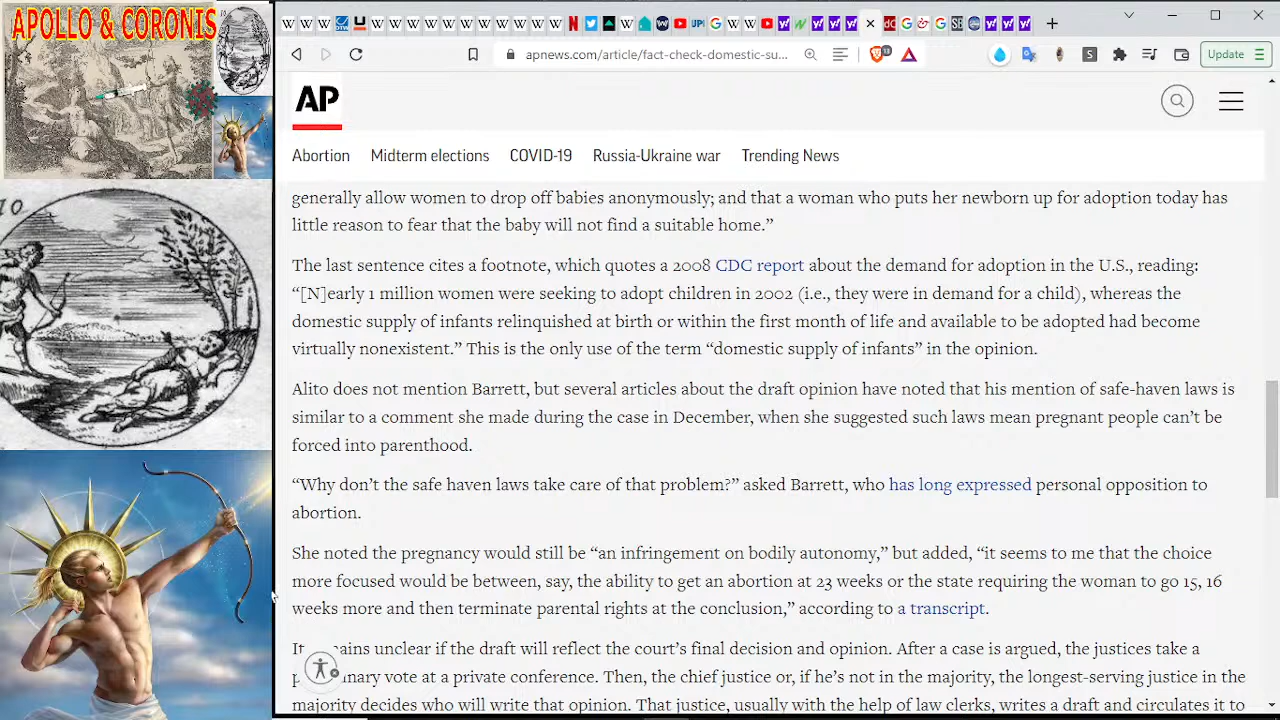 APOLLO & CORONIS
10
apnews.com/article/fact-check-domestic-su...
Update
AP
Abortion Midterm elections COVID-19 Russia-Ukraine war Trending News
generally allow women to drop off babies anonymously; and that a woman who puts her newborn up for adoption today has
little reason to fear that the baby will not find a suitable home.”
The last sentence cites a footnote, which quotes a 2008 CDC report about the demand for adoption in the U.S., reading:
“[N]early 1 million women were seeking to adopt children in they were in demand for a child), whereas the
domestic supply of infants relinquished at birth or within the first month of life and available to be adopted had become
virtually nonexistent.” This is the only use of the term “domestic supply of infants” in the opinion.
Alito does not mention Barrett, but several articles about the draft opinion have noted that his mention of safe-haven laws is
similar to a comment she made during the case in December, when she suggested such laws mean pregnant people can’t be
forced into parenthood.
“Why don’t the safe haven laws take care of that problem?” asked Barrett, who has long expressed personal opposition to
abortion.
She noted the pregnancy would still be “an infringement on bodily autonomy,” but added, “it seems to me that the choice
more focused would be between, say, the ability to get an abortion at 23 weeks or the state requiring the woman to go 15, 16
weeks more and then terminate parental rights at the conclusion,” according to a transcript.
It remains unclear if the draft will reflect the court’s final decision and opinion. After a case is argued, the justices take a
preliminary vote at a private conference. Then, the chief justice or, if he’s not in the majority, the longest-serving justice in the
majority decides who will write that opinion. That justice, usually with the help of law clerks, writes a draft and circulates it to